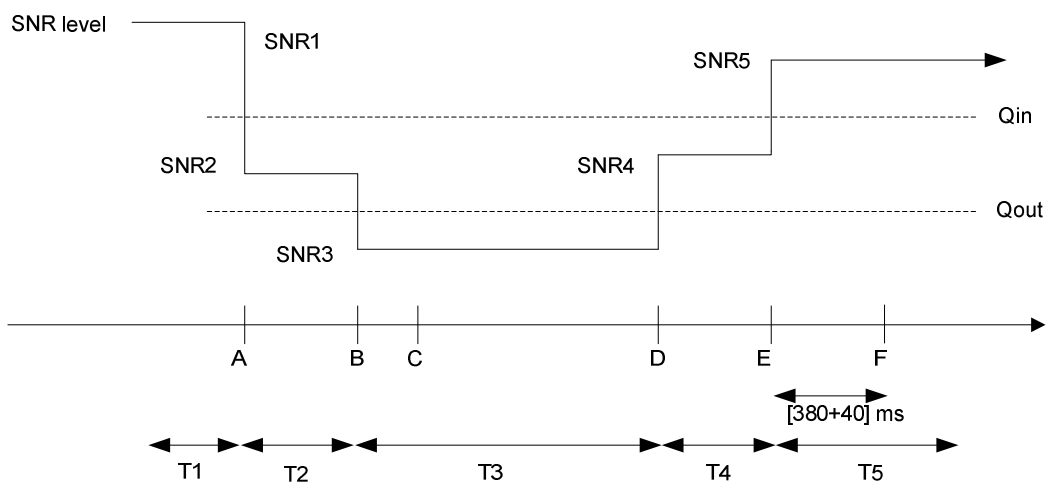 SNR level
SNR1
SNR5
Qin
SNR2
SNR4
Qout
SNR3
A B C D E F
[380+40] ms
T1 T2 T3 T4 T5